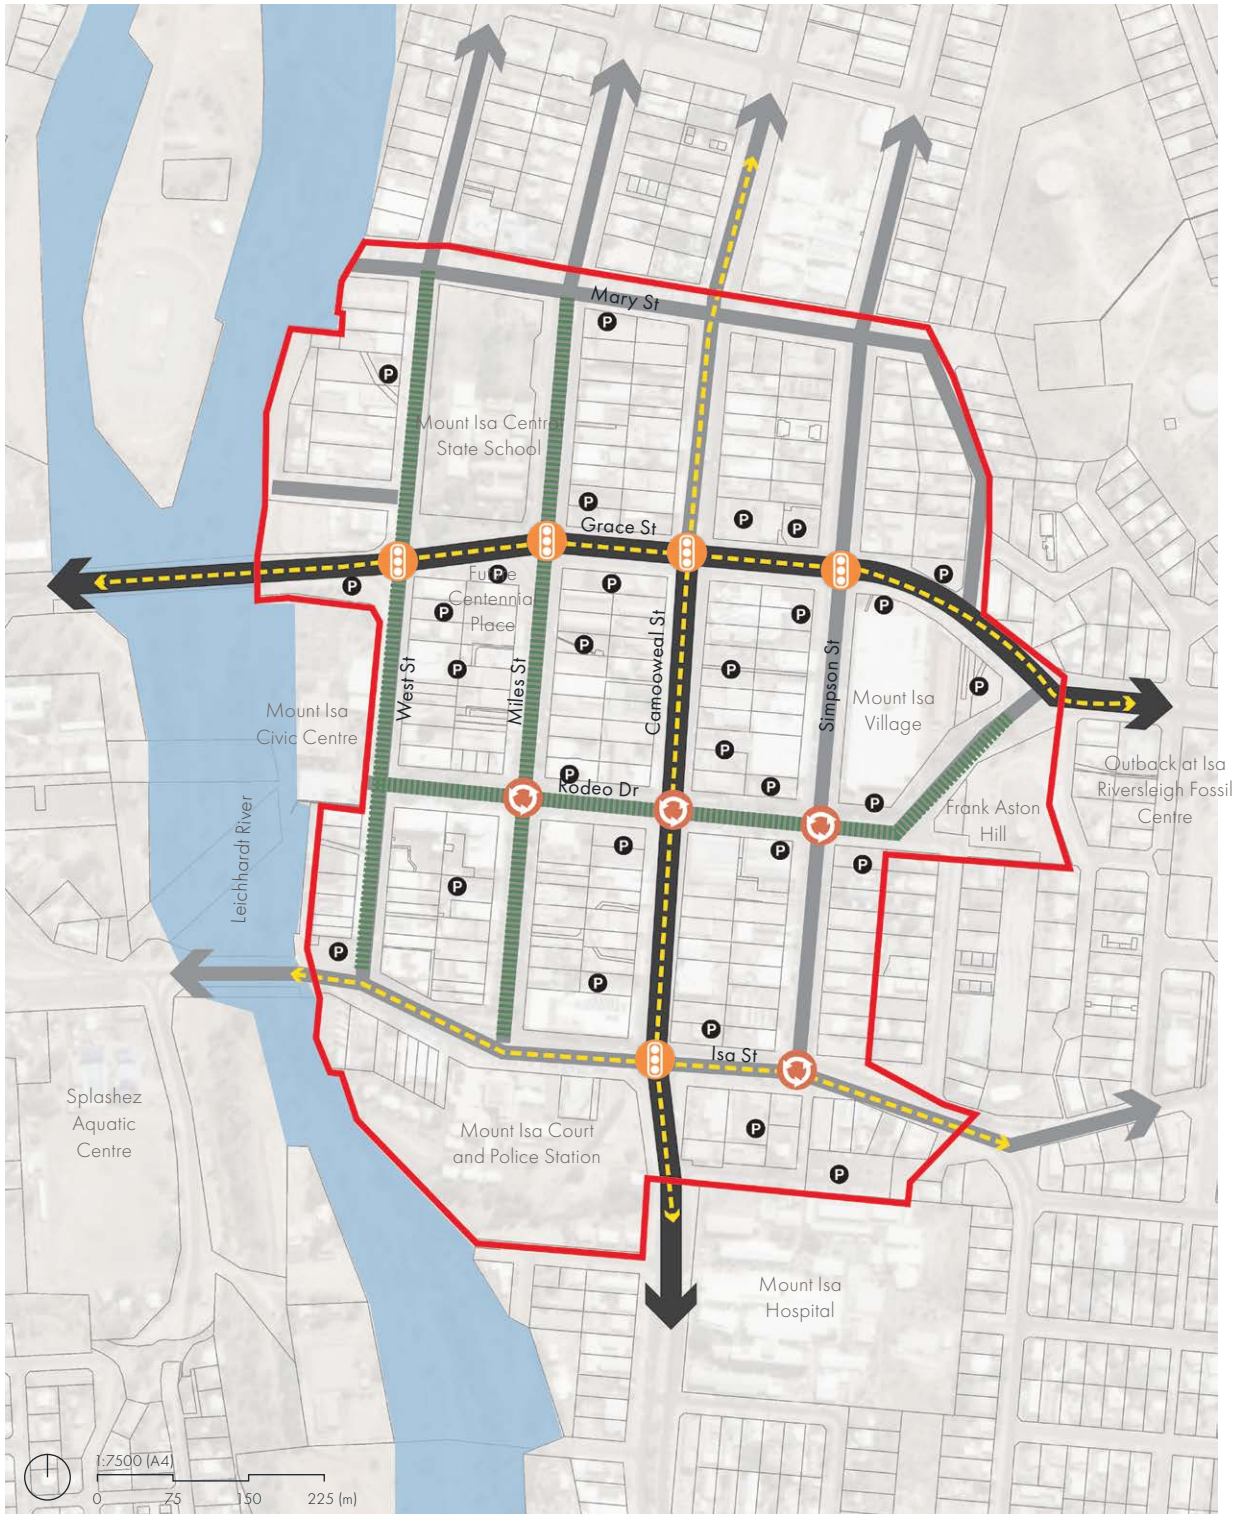 Mary St
P
P
Mount Isa Central
State School
P
Grace St
P
P
P
P
Future
Centennial
Place
P
P
P
P
P
P
West St
Miles St
Camooweal St
Simpson St
P
P
P
P
Mount Isa
Village
Mount Isa
Civic Centre
P
P
Rodeo Dr
P
P
Outback at Isa
Riversleigh Fossil
Centre
Frank Aston
Hill
Leichhardt River
P
P
P
P
P
P
P
Isa St
Splashez
Aquatic
Centre
Mount Isa Court
and Police Station
P
P
Mount Isa
Hospital
1:7500 (A4)
0 75 150 225 (m)